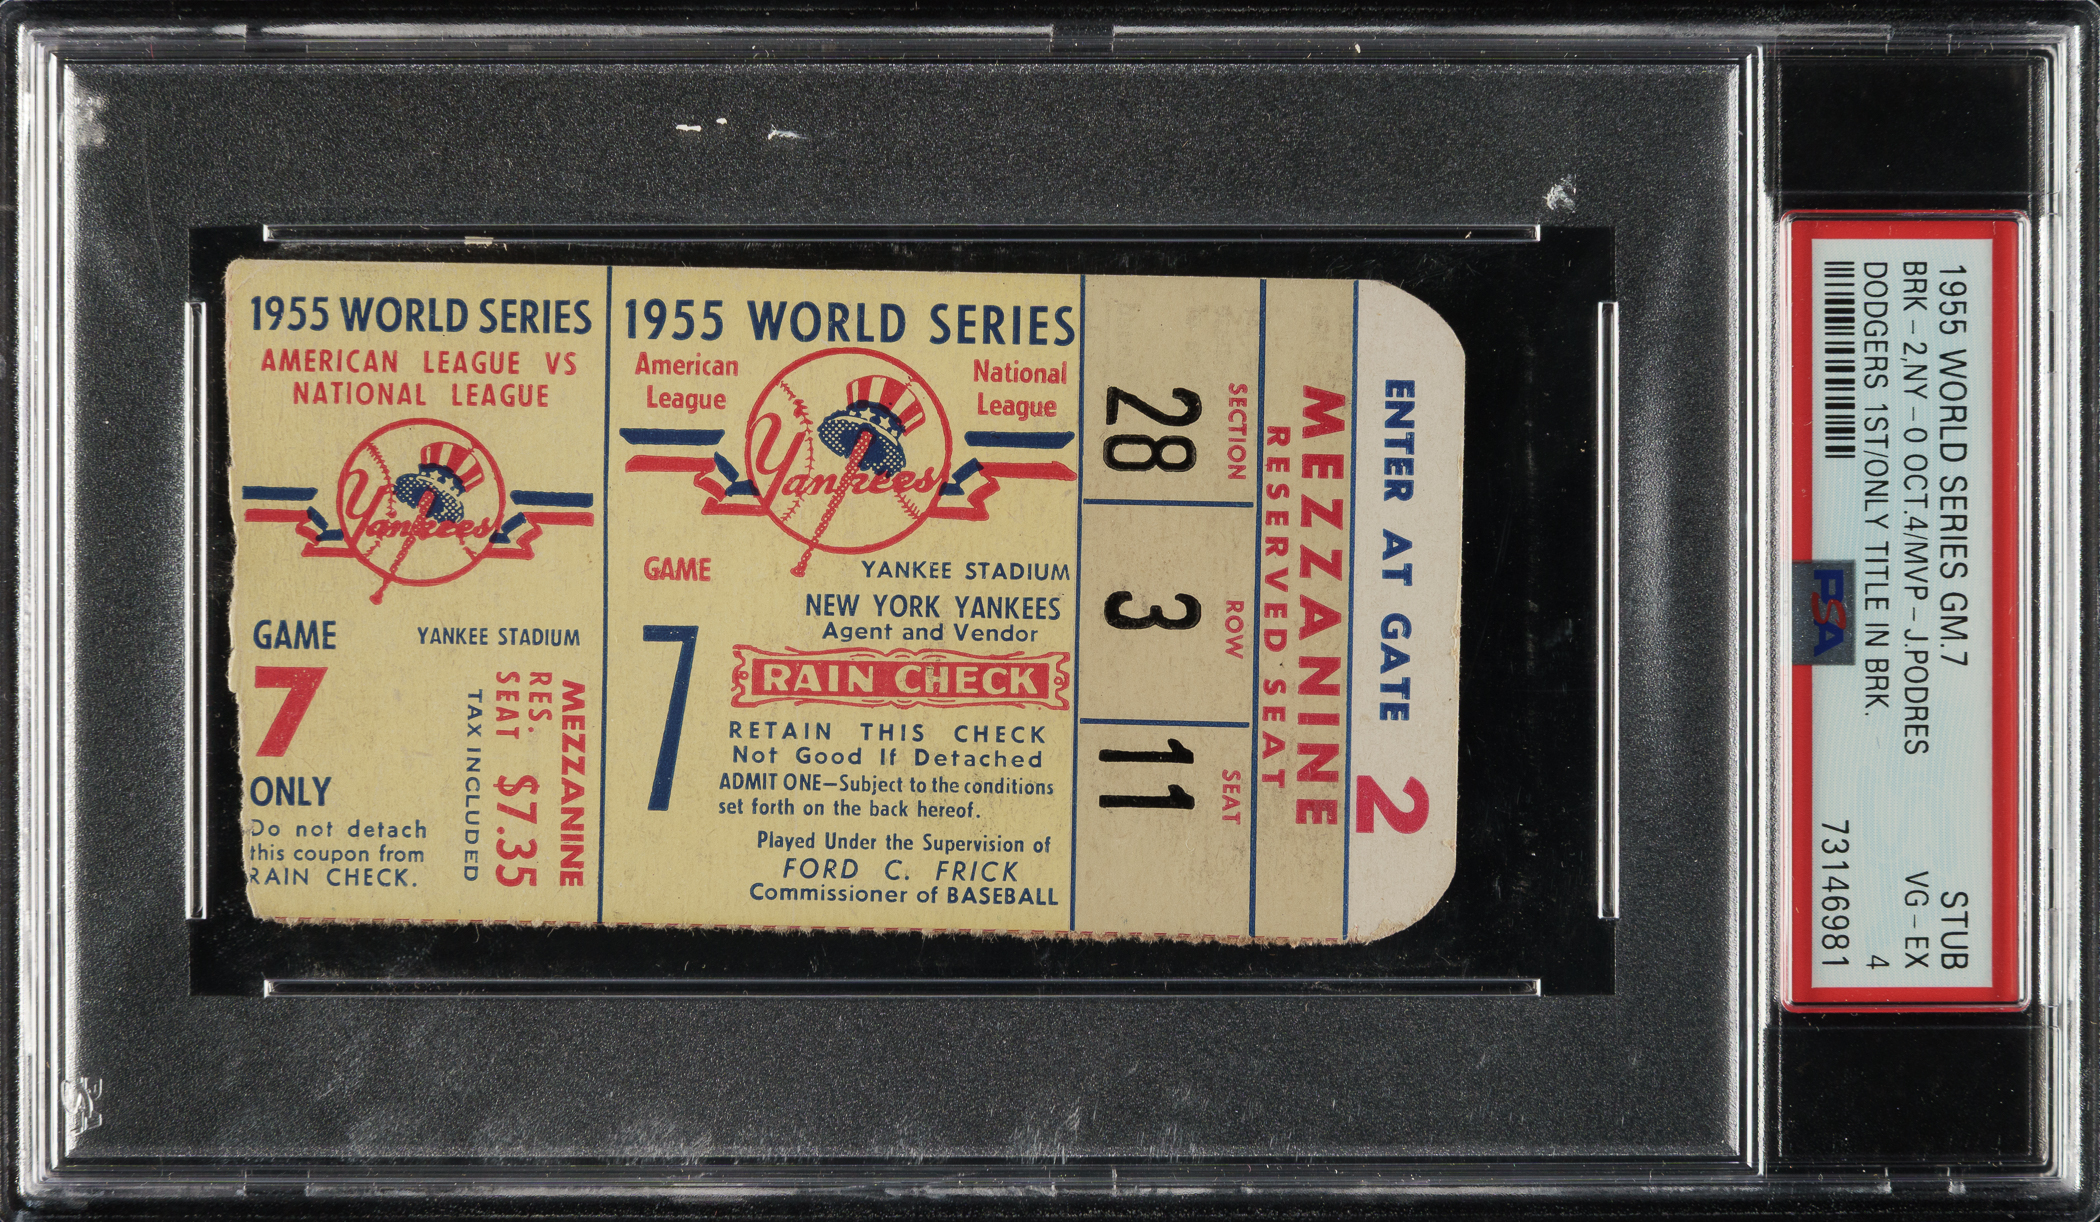 1955 WORLD SERIES
AMERICAN LEAGUE VS
NATIONAL LEAGUE
Yankees
GAME
7
ONLY
YANKEE STADIUM
Do not detach
this coupon from
RAIN CHECK.
MEZZANINE
RES.
SEAT $7.35
TAX INCLUDED
1955 WORLD SERIES
American
League
National
League
Yankees
GAME
7
YANKEE STADIUM
NEW YORK YANKEES
Agent and Vendor
RAIN CHECK
RETAIN THIS CHECK
Not Good If Detached
ADMIT ONE—Subject to the conditions
set forth on the back hereof.
Played Under the Supervision of
FORD C. FRICK
Commissioner of BASEBALL
SECTION ROW SEAT
28 3 11
MEZZANINE
RESERVED SEAT
ENTER AT GATE 2
1955 WORLD SERIES GM.7 STUB
BRK-2,NY-0 OCT.4/MVP-J.PODRES VG-EX
DODGERS 1ST/ONLY TITLE IN BRK. 4
73146981
PSA